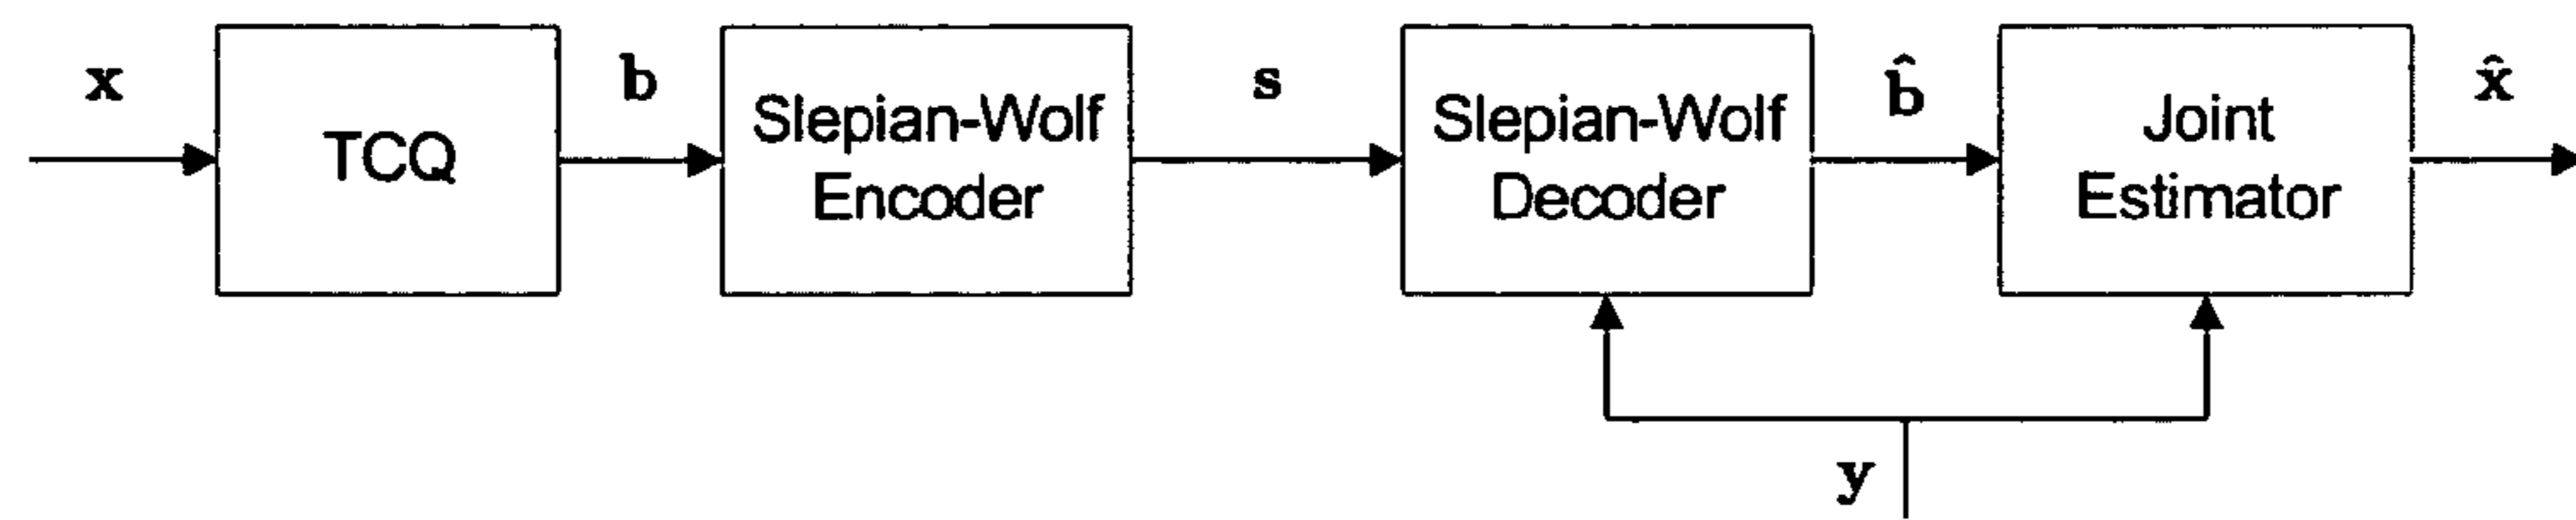 x
TCQ
b
Slepian-Wolf
Encoder
s
Slepian-Wolf
Decoder
b̂
Joint
Estimator
x̂
y